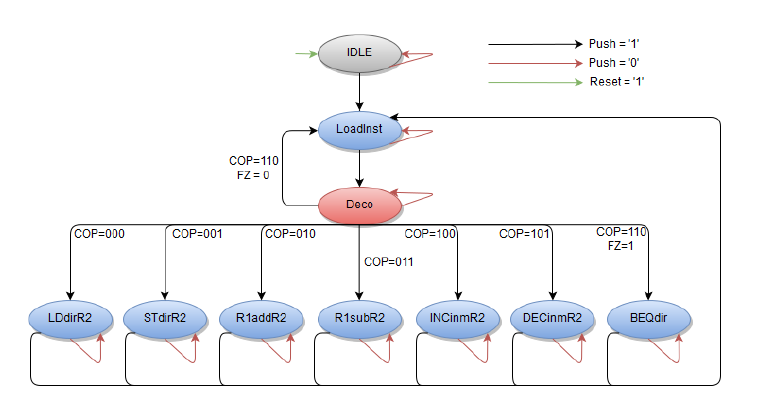 IDLE
Push = '1'
Push = '0'
Reset = '1'
LoadInst
COP=110
FZ = 0
Deco
COP=000
COP=001
COP=010
COP=011
COP=100
COP=101
COP=110
FZ=1
LDdirR2
STdirR2
R1addR2
R1subR2
INCinmR2
DECinmR2
BEQdir